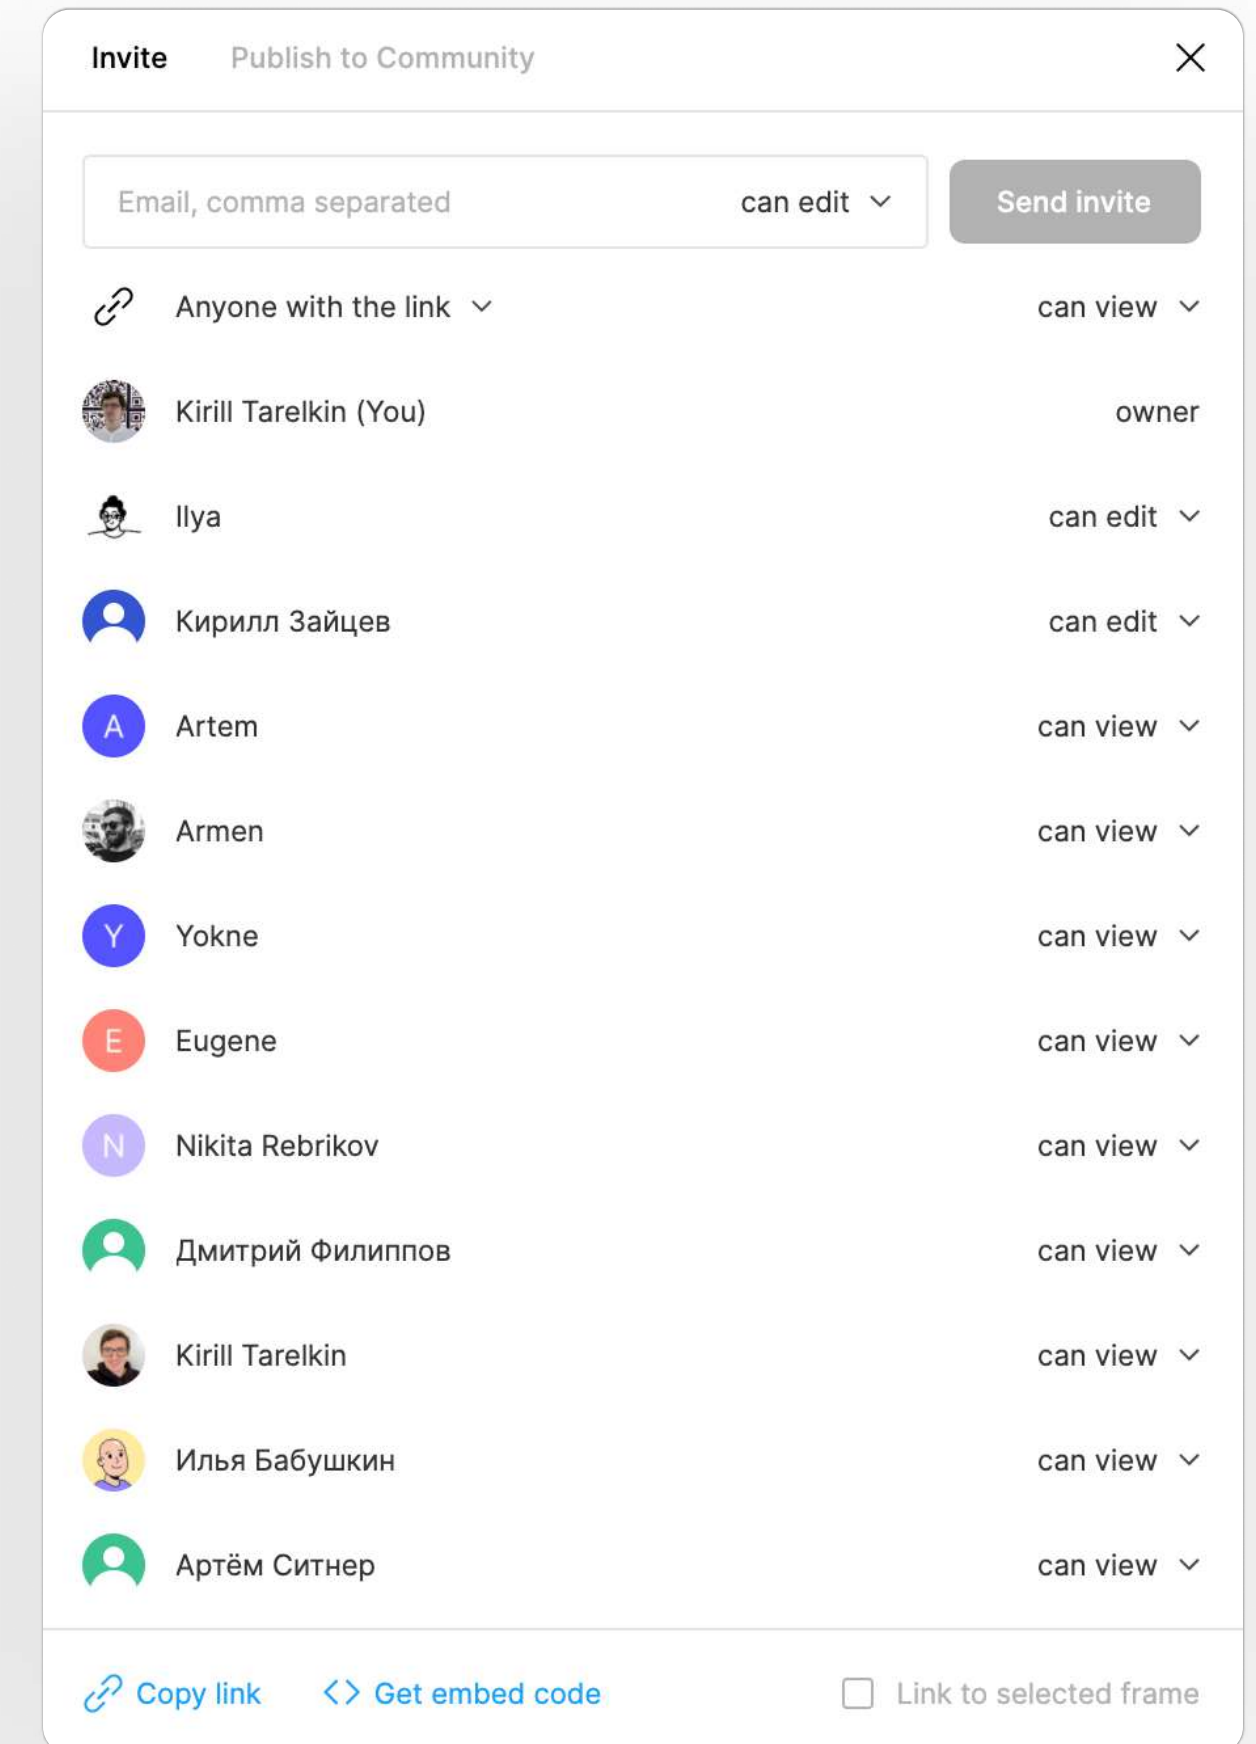 Invite Publish to Community
Email, comma separated can edit Send invite
Anyone with the link can view
Kirill Tarelkin (You) owner
Ilya can edit
Кирилл Зайцев can edit
A Artem can view
Armen can view
Y Yokne can view
E Eugene can view
N Nikita Rebrikov can view
Дмитрий Филиппов can view
Kirill Tarelkin can view
Илья Бабушкин can view
Артём Ситнер can view
Copy link <> Get embed code Link to selected frame